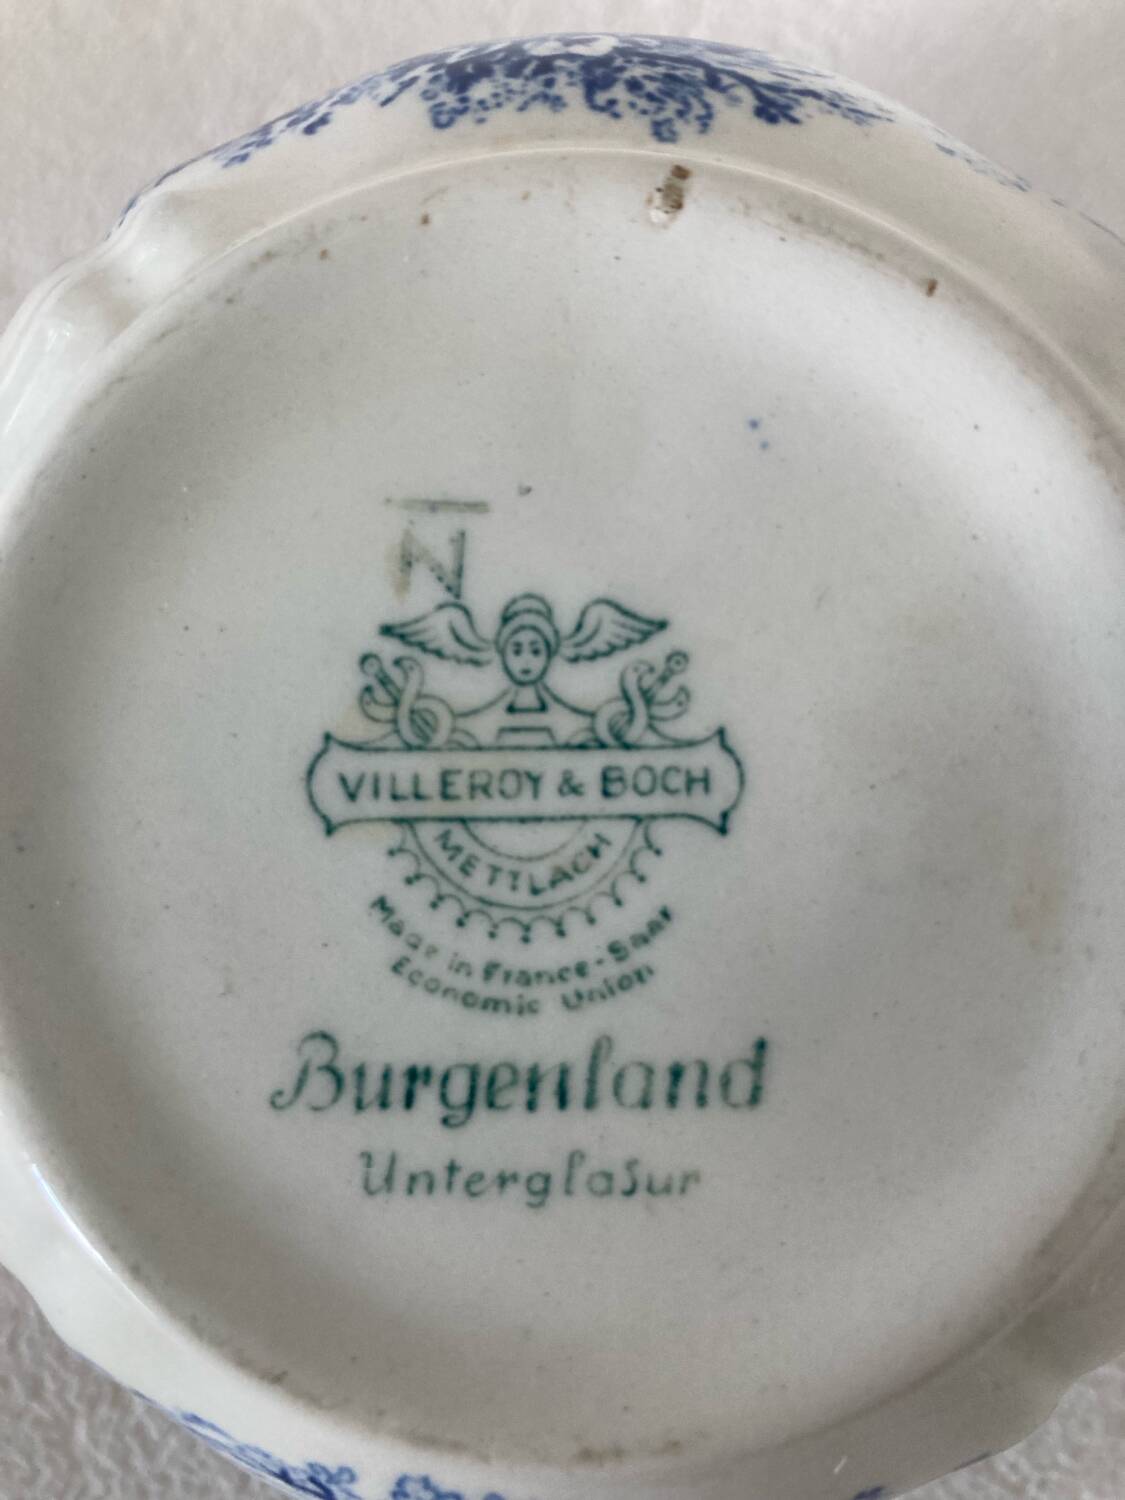 N
VILLEROY & BOCH
METTLACH
Made in France-Saar
Economic Union
Burgenland
Unterglasur